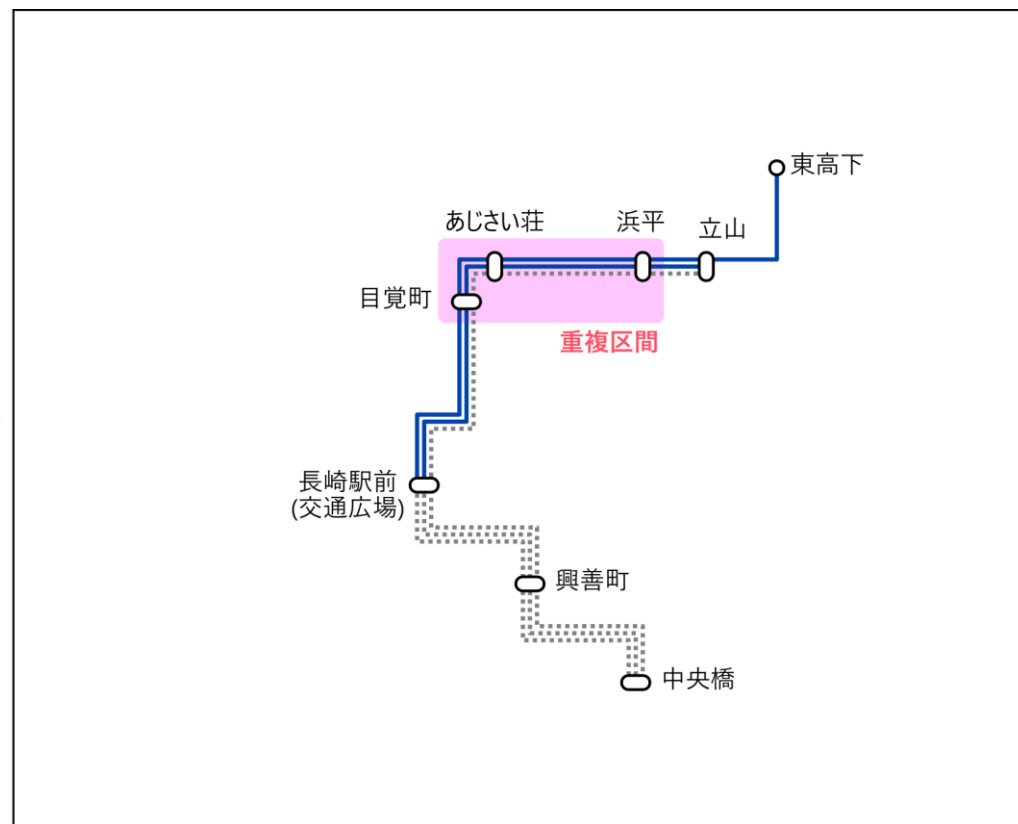 東高下
あじさい荘
浜平
立山
目覚町
重複区間
長崎駅前
(交通広場)
興善町
中央橋